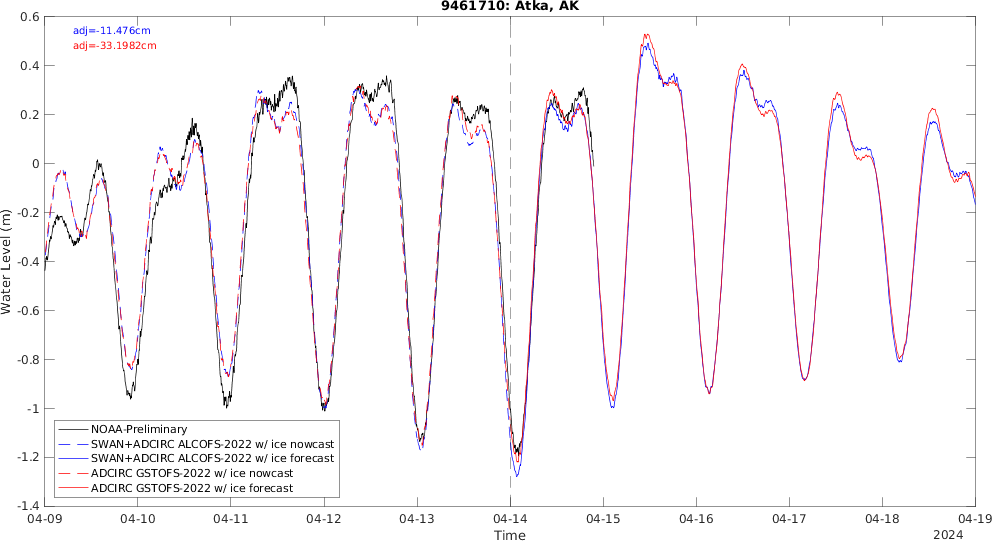 9461710: Atka, AK
adj=-11.476cm
adj=-33.1982cm
0.6
0.4
0.2
0
-0.2
-0.4
-0.6
-0.8
-1
-1.2
-1.4
Water Level (m)
NOAA-Preliminary
SWAN+ADCIRC ALCOFS-2022 w/ ice nowcast
SWAN+ADCIRC ALCOFS-2022 w/ ice forecast
ADCIRC GSTOFS-2022 w/ ice nowcast
ADCIRC GSTOFS-2022 w/ ice forecast
04-09 04-10 04-11 04-12 04-13 04-14 04-15 04-16 04-17 04-18 04-19
Time
2024